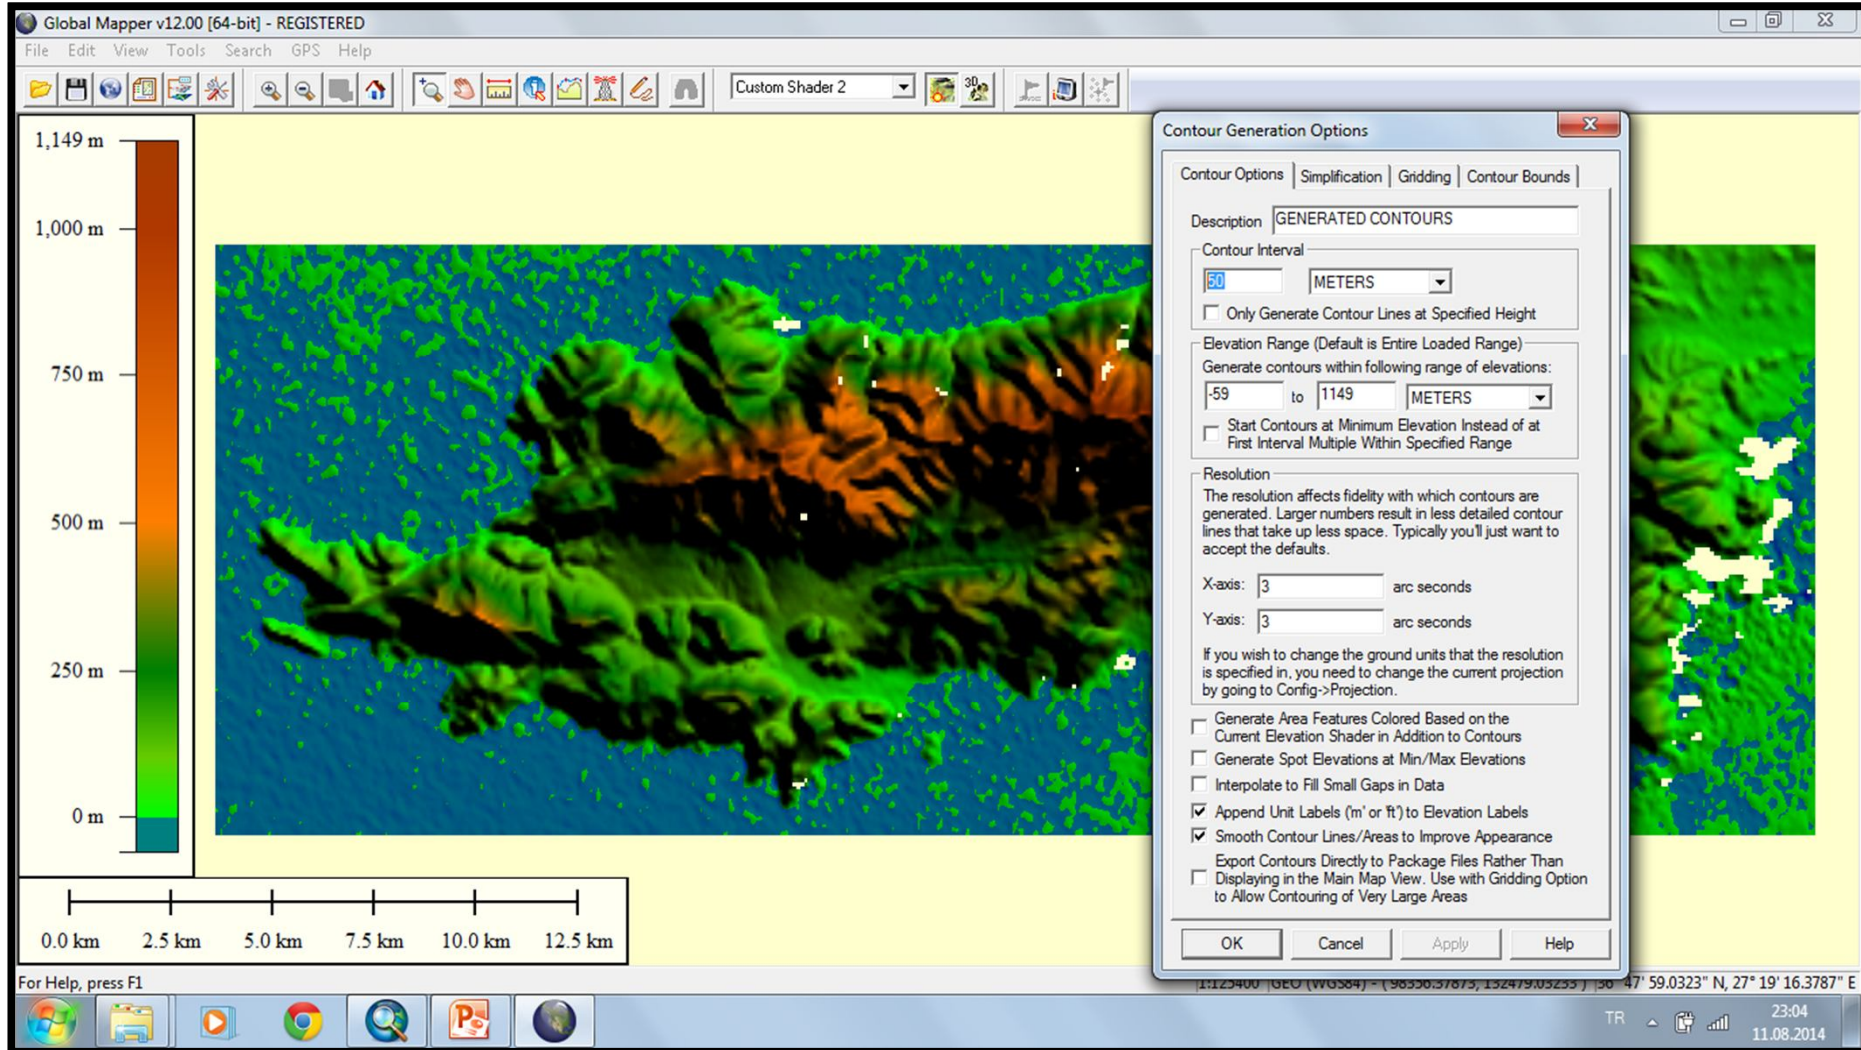 Global Mapper v12.00 [64-bit] - REGISTERED
File Edit View Tools Search GPS Help
Custom Shader 2
3D
1,149 m
1,000 m
750 m
500 m
250 m
0 m
0.0 km 2.5 km 5.0 km 7.5 km 10.0 km 12.5 km
Contour Generation Options
Contour Options Simplification Gridding Contour Bounds
Description GENERATED CONTOURS
Contour Interval
50 METERS
Only Generate Contour Lines at Specified Height
Elevation Range (Default is Entire Loaded Range)
Generate contours within following range of elevations:
-59 to 1149 METERS
Start Contours at Minimum Elevation Instead of at
First Interval Multiple Within Specified Range
Resolution
The resolution affects fidelity with which contours are
generated. Larger numbers result in less detailed contour
lines that take up less space. Typically you'll just want to
accept the defaults.
X-axis: 3 arc seconds
Y-axis: 3 arc seconds
If you wish to change the ground units that the resolution
is specified in, you need to change the current projection
by going to Config->Projection.
Generate Area Features Colored Based on the
Current Elevation Shader in Addition to Contours
Generate Spot Elevations at Min/Max Elevations
Interpolate to Fill Small Gaps in Data
Append Unit Labels ('m' or 'ft') to Elevation Labels
Smooth Contour Lines/Areas to Improve Appearance
Export Contours Directly to Package Files Rather Than
Displaying in the Main Map View. Use with Gridding Option
to Allow Contouring of Very Large Areas
OK Cancel Apply Help
For Help, press F1
1:125400 GEO (WGS84) - ( 98356.37873, 132479.03233 ) 36° 47' 59.0323" N, 27° 19' 16.3787" E
TR
23:04
11.08.2014